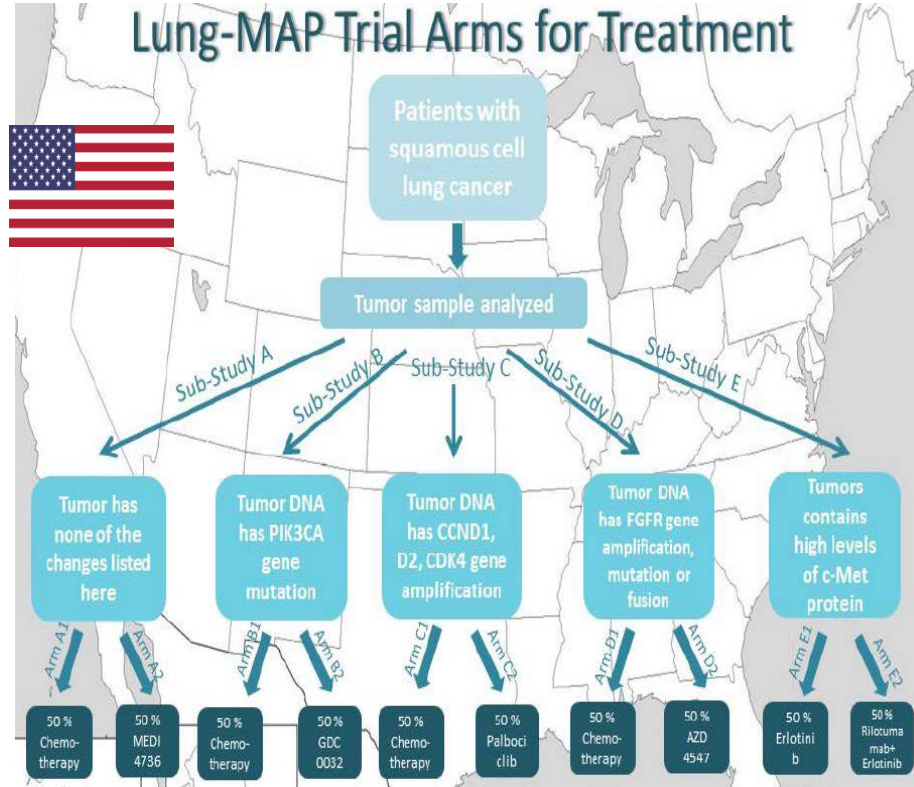 Lung-MAP Trial Arms for Treatment
Patients with
squamous cell
lung cancer
Tumor sample analyzed
Sub-Study A
Sub-Study B
Sub-Study C
Sub-Study D
Sub-Study E
Tumor has
none of the
changes listed
here
Tumor DNA
has PIK3CA
gene
mutation
Tumor DNA
has CCND1,
D2, CDK4 gene
amplification
Tumor DNA
has FGFR gene
amplification,
mutation or
fusion
Tumors
contains
high levels
of c-Met
protein
Arm A1
Arm A2
Arm B1
Arm B2
Arm C1
Arm C2
Arm D1
Arm D2
Arm E1
Arm E2
50 %
Chemo-
therapy
50 %
MEDI
4736
50 %
Chemo-
therapy
50 %
GDC
0032
50 %
Chemo-
therapy
50 %
Palboci
clib
50 %
Chemo-
therapy
50 %
AZD
4547
50 %
Erlotini
b
50 %
Rilotuma
mab+
Erlotinib